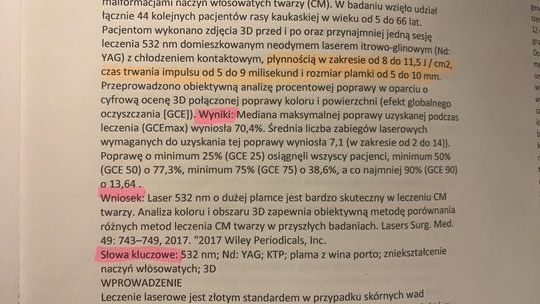 malformacjami naczyń włosowatych twarzy (CM). W badaniu wzięło udział
łącznie 44 kolejnych pacjentów rasy kaukaskiej w wieku od 5 do 66 lat.
Pacjentom wykonano zdjęcia 3D przed i po oraz przynajmniej jedną sesję
leczenia 532 nm domieszkowanym neodymem laserem itrowo-glinowym (Nd:
YAG) z chłodzeniem kontaktowym, płynnością w zakresie od 8 do 11,5 J / cm2,
czas trwania impulsu od 5 do 9 milisekund i rozmiar plamki od 5 do 10 mm.
Przeprowadzono obiektywną analizę procentowej poprawy w oparciu o
cyfrową ocenę 3D połączonej poprawy koloru i powierzchni (efekt globalnego
oczyszczania [GCE]). Wyniki: Mediana maksymalnej poprawy uzyskanej podczas
leczenia (GCEmax) wyniosła 70,4%. Średnia liczba zabiegów laserowych
wymaganych do uzyskania tej poprawy wyniosła 7,1 (w zakresie od 2 do 14)).
Poprawę o minimum 25% (GCE 25) osiągnęli wszyscy pacjenci, minimum 50%
(GCE 50) o 77,3%, minimum 75% (GCE 75) o 38,6%, a co najmniej 90% (GCE 90)
o 13,64 .
Wniosek: Laser 532 nm o dużej plamce jest bardzo skuteczny w leczeniu CM
twarzy. Analiza koloru i obszaru 3D zapewnia obiektywną metodę porównania
różnych metod leczenia CM twarzy w przyszłych badaniach. Lasers Surg. Med.
49: 743–749, 2017. "2017 Wiley Periodicals, Inc.
Słowa kluczowe: 532 nm; Nd: YAG; KTP; plama z wina porto; zniekształcenie
naczyń włosowatych; 3D
WPROWADZENIE
Leczenie laserowe jest złotym standardem w przypadku skórnych wad